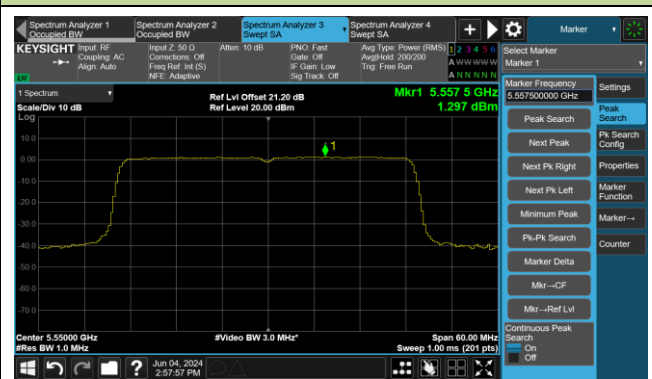 Spectrum Analyzer 1
Occupied BW
Spectrum Analyzer 2
Occupied BW
Spectrum Analyzer 3
Swept SA
Spectrum Analyzer 4
Swept SA
+
Marker
KEYSIGHT
Input: RF
Coupling: AC
Align: Auto
Input Z: 50 Ω
Corrections: Off
Freq Ref: Int (S)
NFE: Adaptive
Atten: 10 dB
PNO: Fast
Gate: Off
IF Gain: Low
Sig Track: Off
Avg Type: Power (RMS)
Avg|Hold: 200/200
Trig: Free Run
1 2 3 4 5 6
A W W W W W
A N N N N N
Select Marker
Marker 1
1 Spectrum
Scale/Div 10 dB
Log
Ref Lvl Offset 21.20 dB
Ref Level 20.00 dBm
Mkr1 5.557 5 GHz
1.297 dBm
1
10.0
0.00
-10.0
-20.0
-30.0
-40.0
-50.0
-60.0
-70.0
Center 5.55000 GHz
#Res BW 1.0 MHz
#Video BW 3.0 MHz*
Span 60.00 MHz
Sweep 1.00 ms (201 pts)
Marker Frequency
5.557500000 GHz
Peak Search
Next Peak
Next Pk Right
Next Pk Left
Minimum Peak
Pk-Pk Search
Marker Delta
Mkr→CF
Mkr→Ref Lvl
Continuous Peak
Search
On
Off
Settings
Peak
Search
Pk Search
Config
Properties
Marker
Function
Marker→
Counter
?
Jun 04, 2024
2:57:57 PM